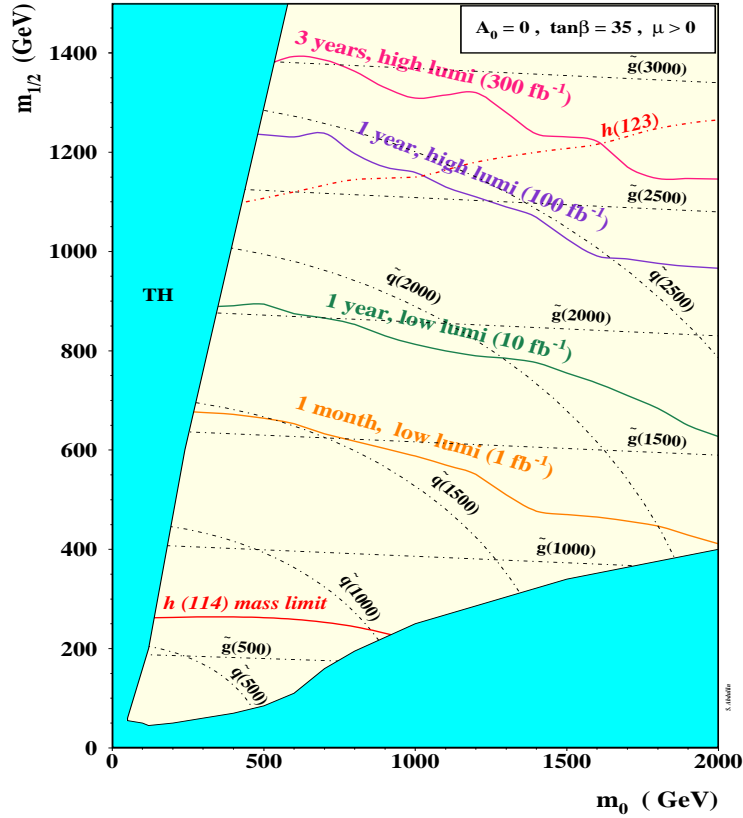 A₀ = 0 , tanβ = 35 , μ > 0
m₁/₂ (GeV)
1400
1200
1000
800
600
400
200
0
3 years, high lumi (300 fb⁻¹)
g̃(3000)
h(123)
1 year, high lumi (100 fb⁻¹)
g̃(2500)
q̃(2500)
TH
q̃(2000)
g̃(2000)
1 year, low lumi (10 fb⁻¹)
1 month, low lumi (1 fb⁻¹)
g̃(1500)
q̃(1500)
g̃(1000)
h (114) mass limit
q̃(1000)
g̃(500)
q̃(500)
S. Abdullin
0
500
1000
1500
2000
m₀ ( GeV)